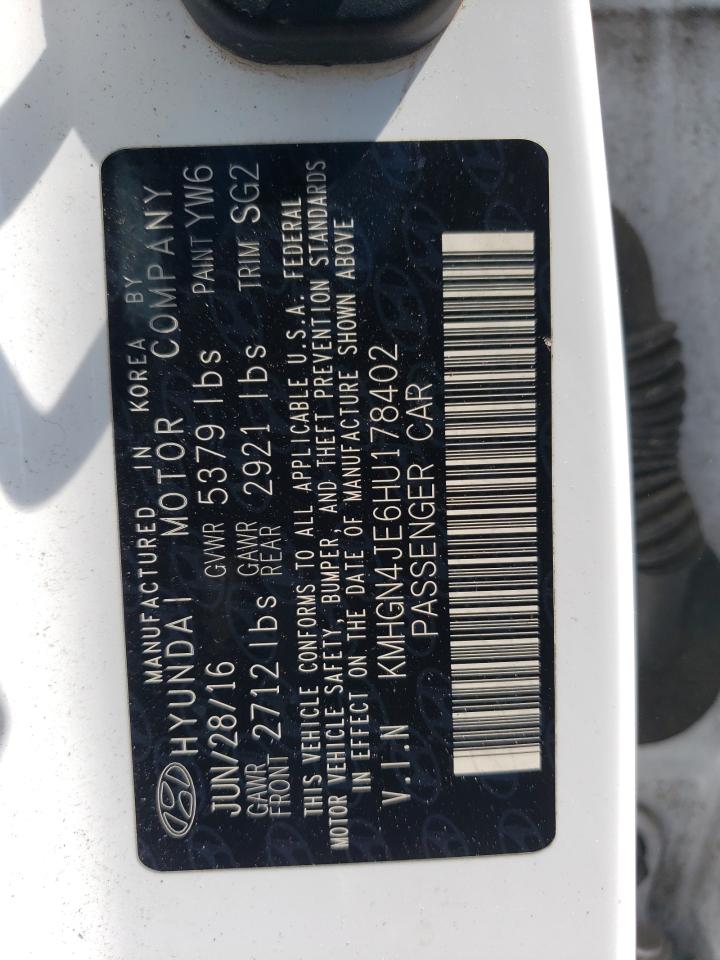 MANUFACTURED IN KOREA BY
HYUNDAI MOTOR COMPANY
JUN/28/16 GVWR 5379 lbs PAINT YW6
GAWR FRONT 2712 lbs GAWR REAR 2921 lbs TRIM SG2
THIS VEHICLE CONFORMS TO ALL APPLICABLE U.S.A. FEDERAL
MOTOR VEHICLE SAFETY, BUMPER, AND THEFT PREVENTION STANDARDS
IN EFFECT ON THE DATE OF MANUFACTURE SHOWN ABOVE
V.I.N KMHGN4JE6HU178402
PASSENGER CAR